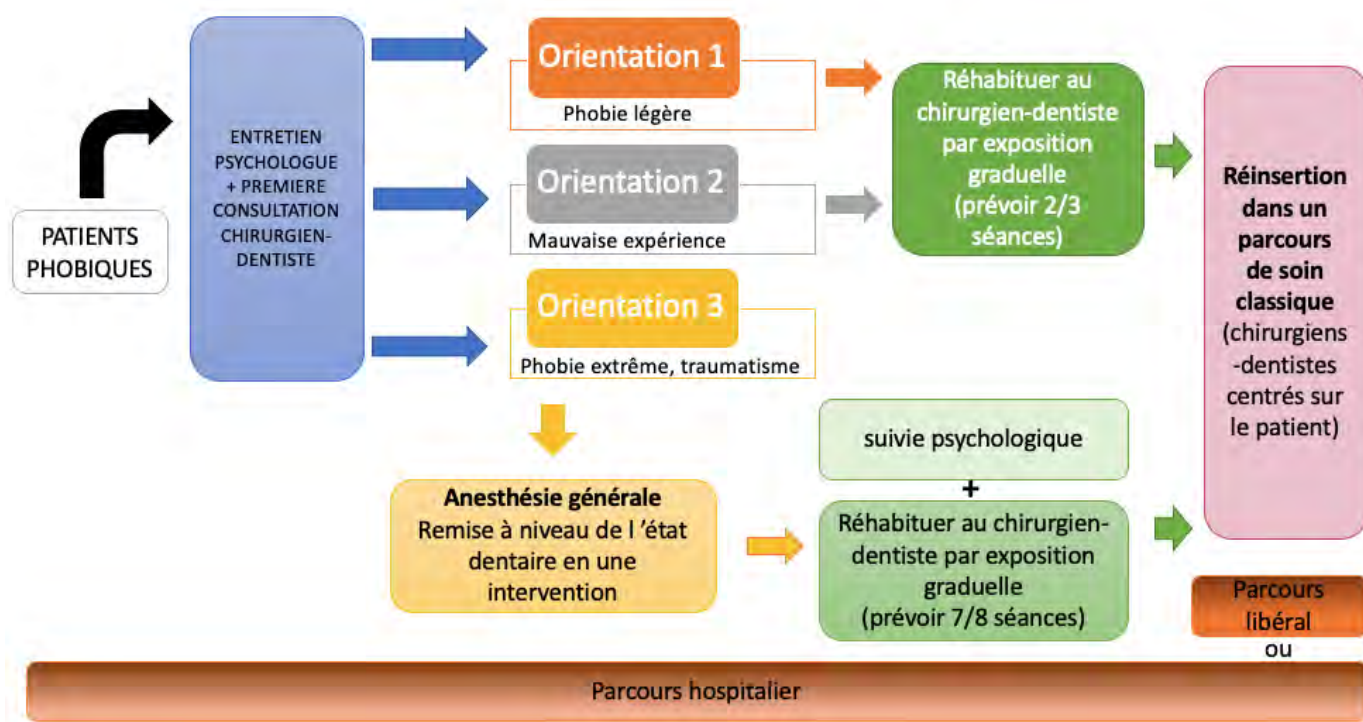 PATIENTS
PHOBIQUES
ENTRETIEN
PSYCHOLOGUE
+ PREMIERE
CONSULTATION
CHIRURGIEN-
DENTISTE
Orientation 1
Phobie légère
Orientation 2
Mauvaise expérience
Orientation 3
Phobie extrême, traumatisme
Réhabituer au
chirurgien-dentiste
par exposition
graduelle
(prévoir 2/3
séances)
Anesthésie générale
Remise à niveau de l ’état
dentaire en une
intervention
suivie psychologique
+
Réhabituer au chirurgien-
dentiste par exposition
graduelle
(prévoir 7/8 séances)
Réinsertion
dans un
parcours
de soin
classique
(chirurgiens
-dentistes
centrés sur
le patient)
Parcours
libéral
ou
Parcours hospitalier